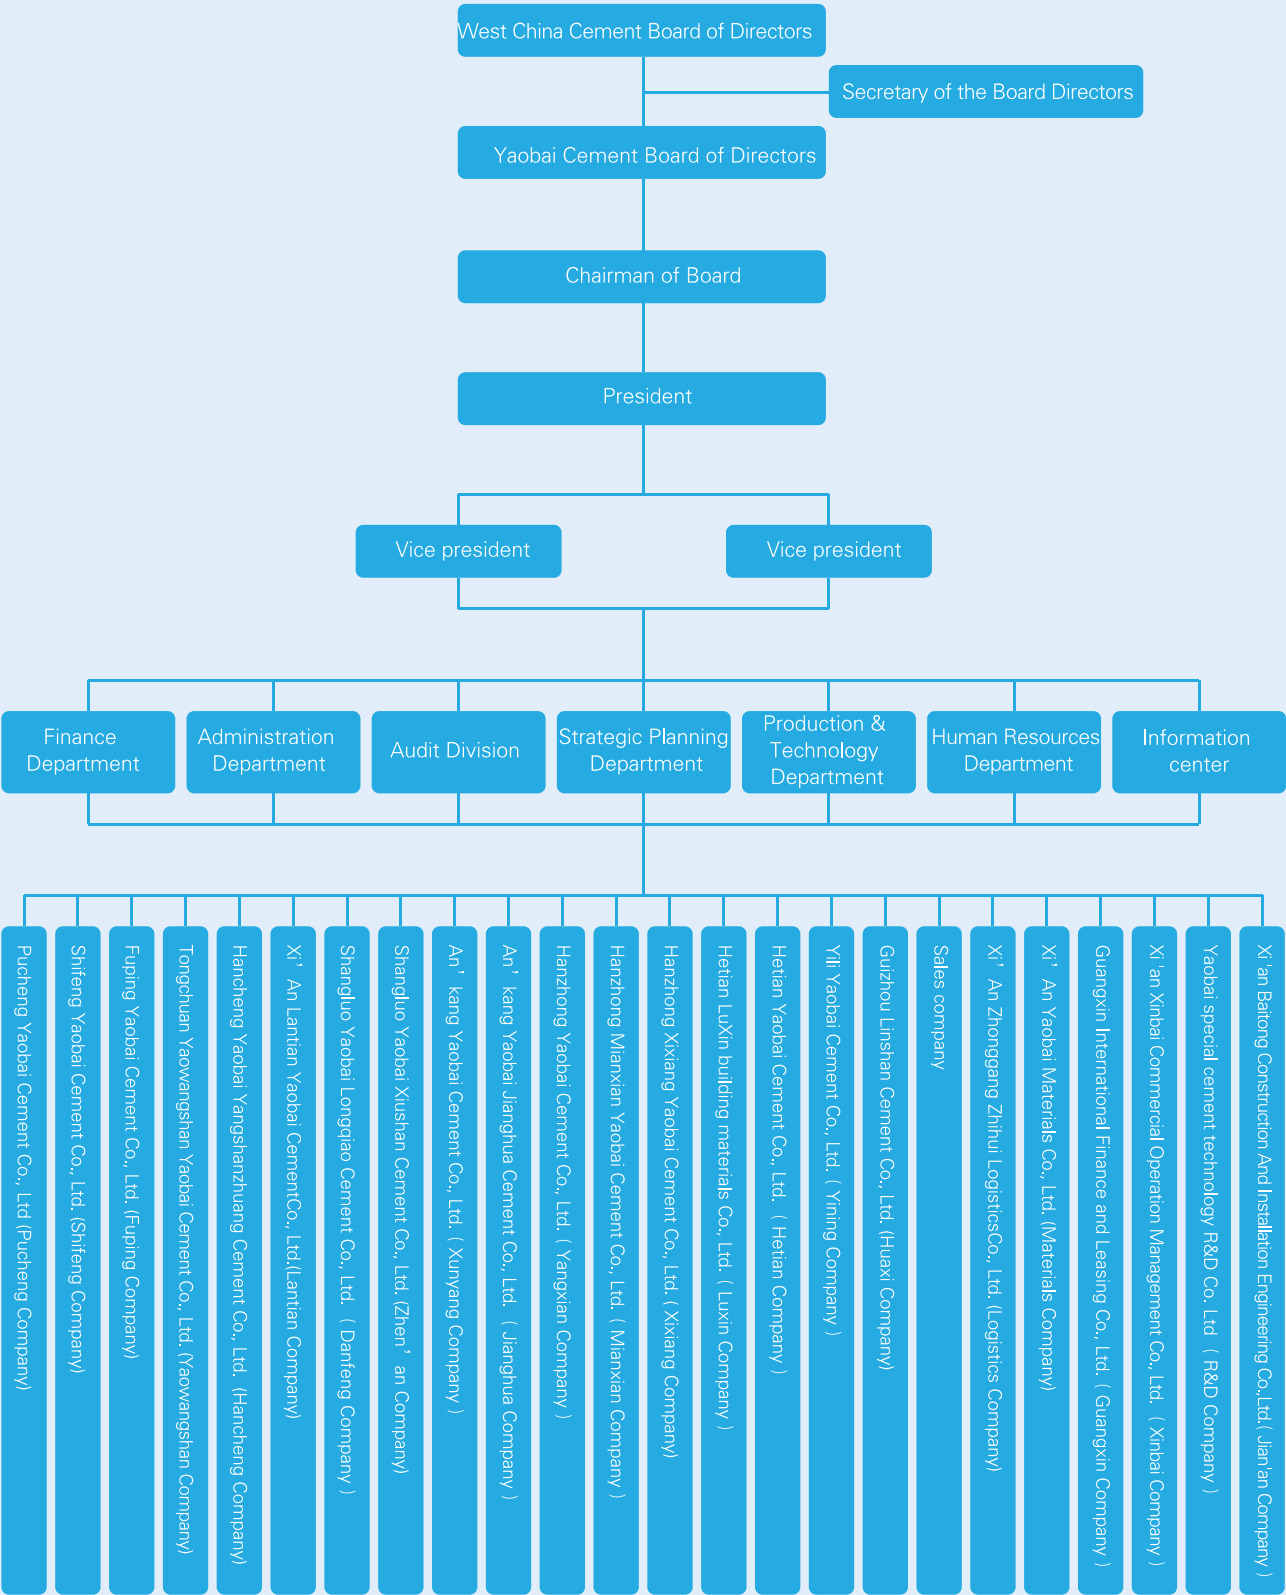 West China Cement Board of Directors
Secretary of the Board Directors
Yaobai Cement Board of Directors
Chairman of Board
President
Vice president
Vice president
Finance
Department
Administration
Department
Audit Division
Strategic Planning
Department
Production &
Technology
Department
Human Resources
Department
Information
center
Pucheng Yaobai Cement Co., Ltd (Pucheng Company)
Shifeng Yaobai Cement Co., Ltd. (Shifeng Company)
Fuping Yaobai Cement Co., Ltd. (Fuping Company)
Tongchuan Yaowangshan Yaobai Cement Co., Ltd. (Yaowangshan Company)
Hancheng Yaobai Yangshanzhuang Cement Co., Ltd. (Hancheng Company)
Xi’ An Lantian Yaobai CementCo., Ltd.(Lantian Company)
Shangluo Yaobai Longqiao Cement Co., Ltd. ( Danfeng Company )
Shangluo Yaobai Xiushan Cement Co., Ltd. (Zhen’ an Company)
An’ kang Yaobai Cement Co., Ltd. ( Xunyang Company )
An’ kang Yaobai Jianghua Cement Co., Ltd. ( Jianghua Company )
Hanzhong Yaobai Cement Co., Ltd. ( Yangxian Company )
Hanzhong Mianxian Yaobai Cement Co., Ltd. ( Mianxian Company )
Hanzhong Xixiang Yaobai Cement Co., Ltd. ( Xixiang Company)
Hetian LuXin building materials Co., Ltd. ( Luxin Company )
Hetian Yaobai Cement Co., Ltd. ( Hetian Company )
Yili Yaobai Cement Co., Ltd. ( Yining Company )
Guizhou Linshan Cement Co., Ltd. (Huaxi Company)
Sales company
Xi’ An Zhonggang Zhihui LogisticsCo., Ltd. (Logistics Company)
Xi’ An Yaobai Materials Co., Ltd. (Materials Company)
Guangxin International Finance and Leasing Co., Ltd. ( Guangxin Company )
Xi'an Xinbai Commercial Operation Management Co., Ltd. ( Xinbai Company )
Yaobai special cement technology R&D Co. Ltd ( R&D Company )
Xi'an Baitong Construction And Installation Engineering Co.,Ltd.( Jian'an Company )